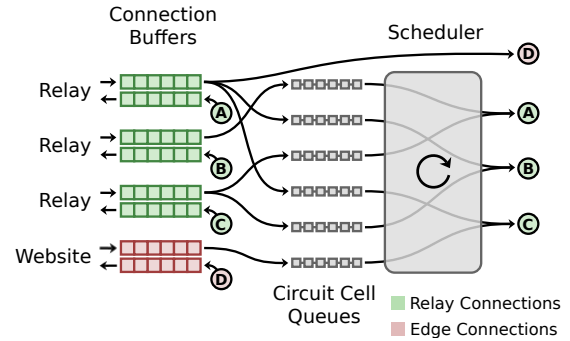 Connection
Buffers
Scheduler
D
Relay
A
A
Relay
B
B
Relay
C
C
Website
D
Circuit Cell
Queues
Relay Connections
Edge Connections